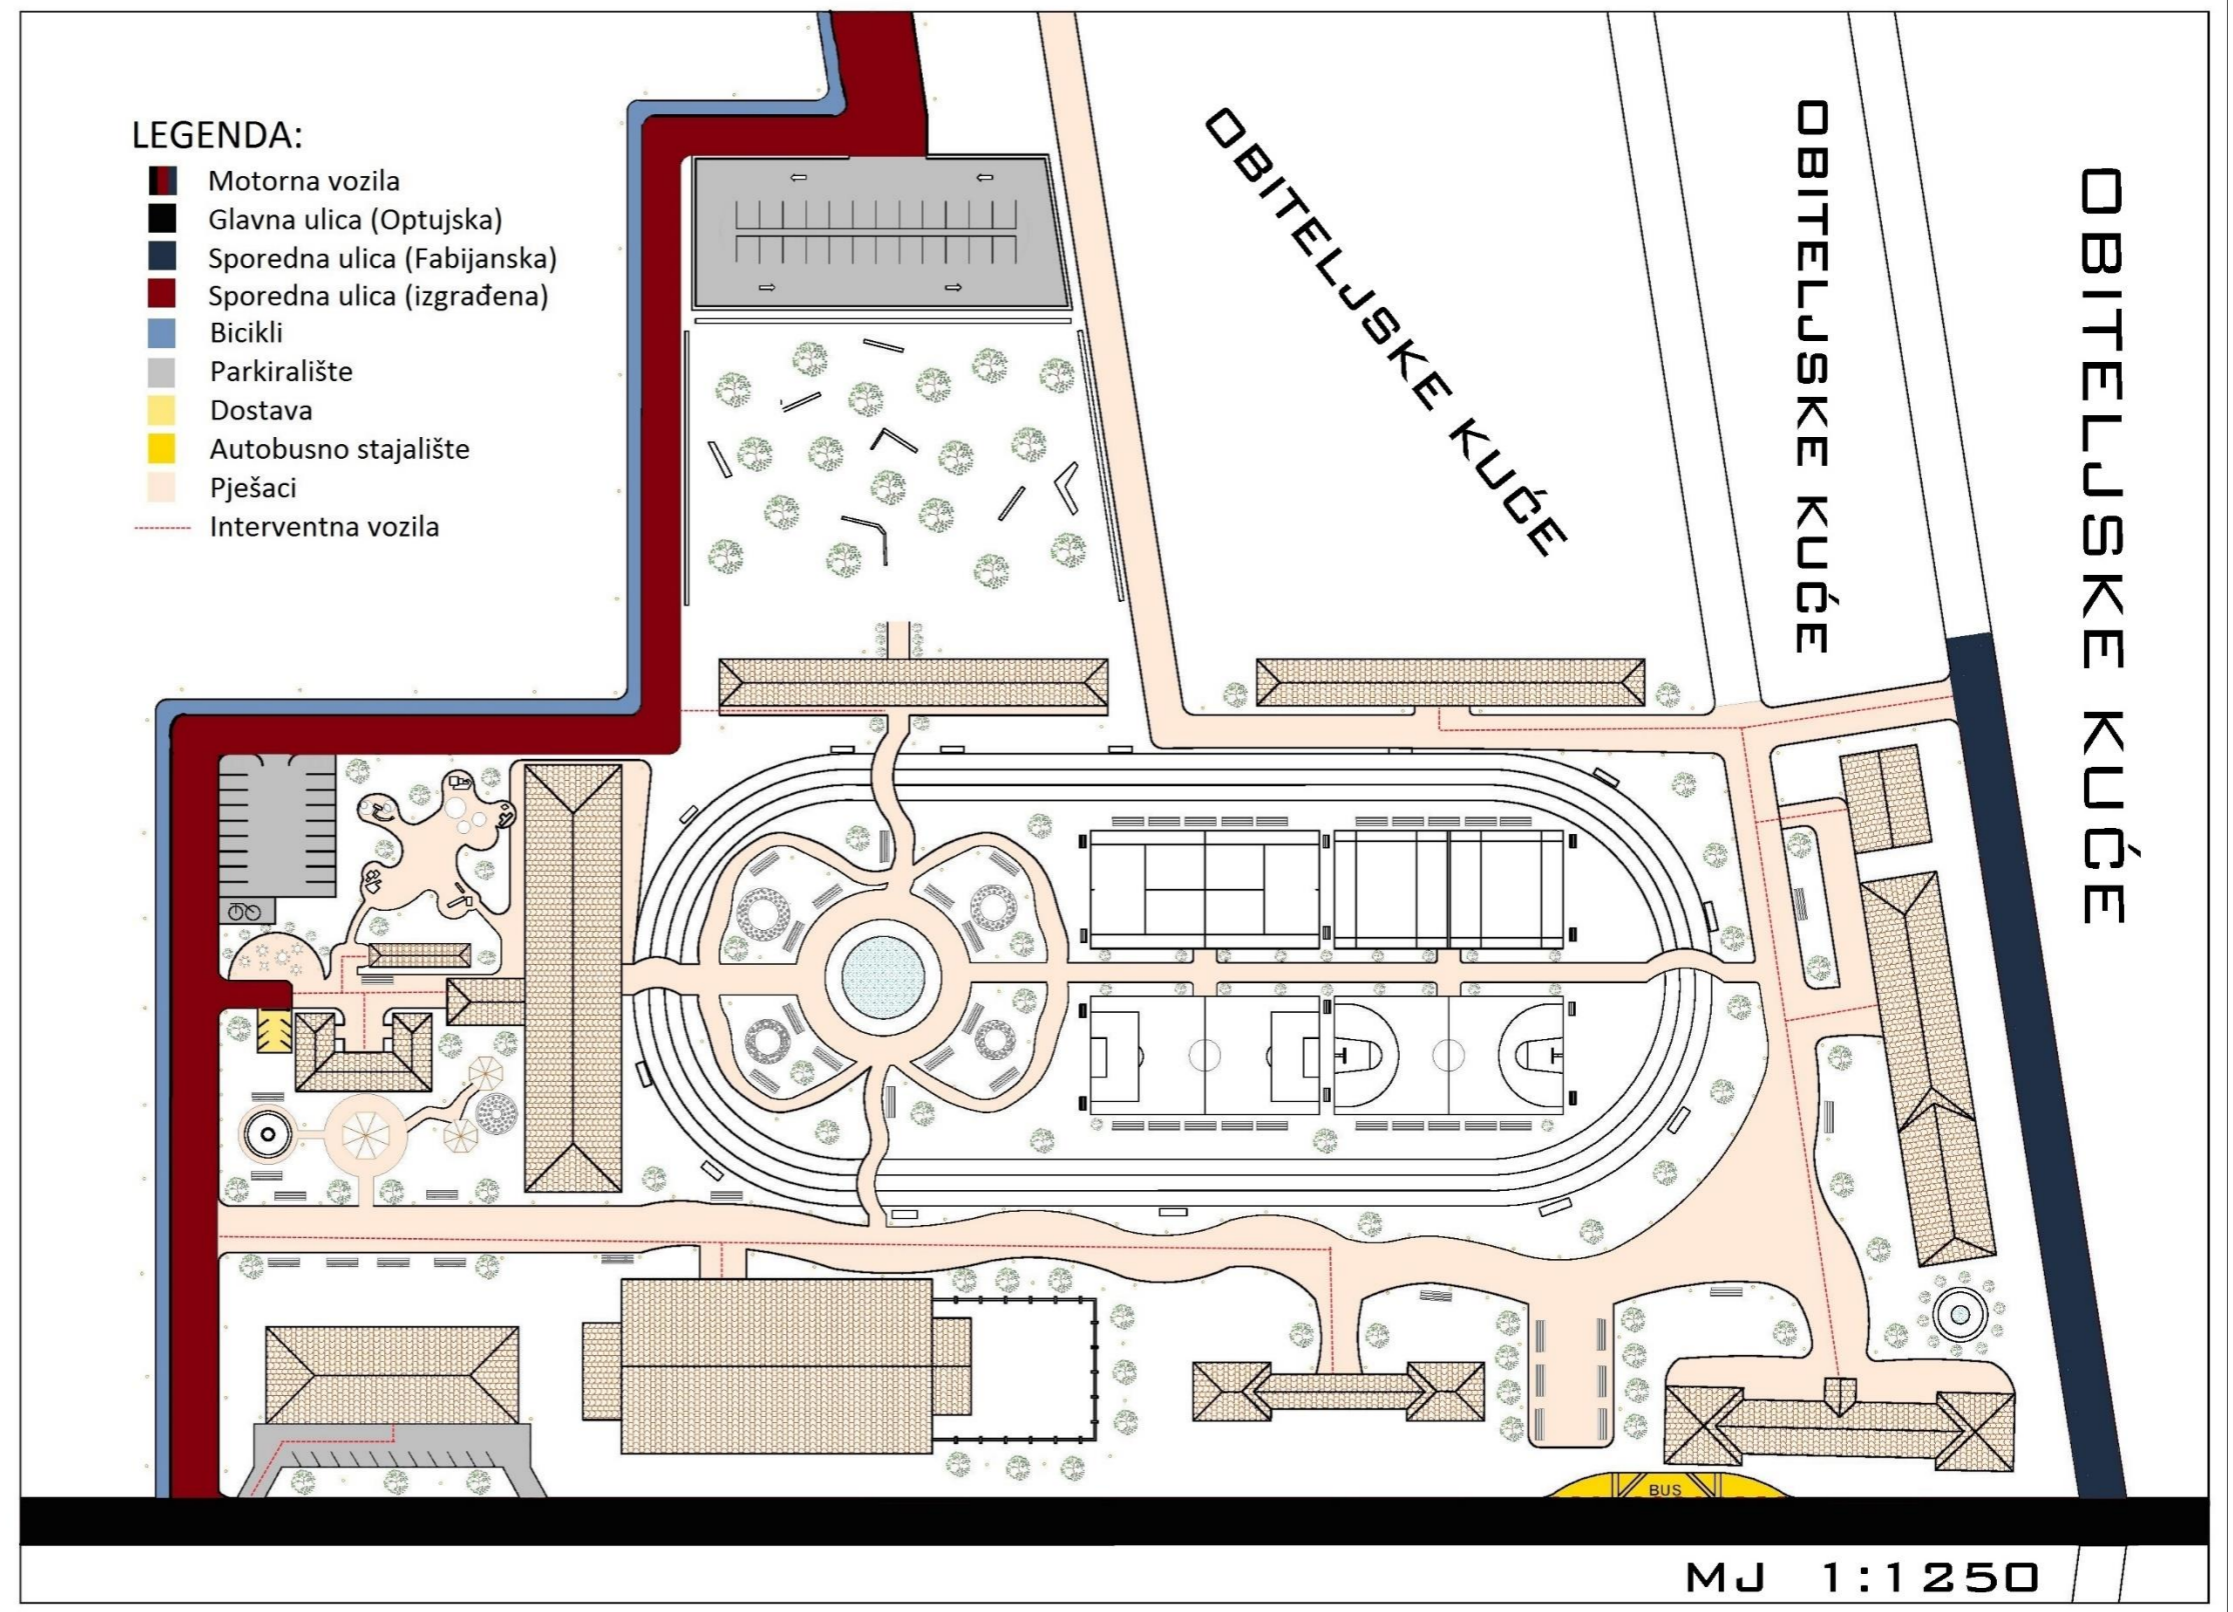 LEGENDA:
Motorna vozila
Glavna ulica (Optujska)
Sporedna ulica (Fabijanska)
Sporedna ulica (izgrađena)
Bicikli
Parkiralište
Dostava
Autobusno stajalište
Pješaci
Interventna vozila
OBITELJSKE KUĆE
OBITELJSKE KUĆE
OBITELJSKE KUĆE
BUS
MJ 1:1250